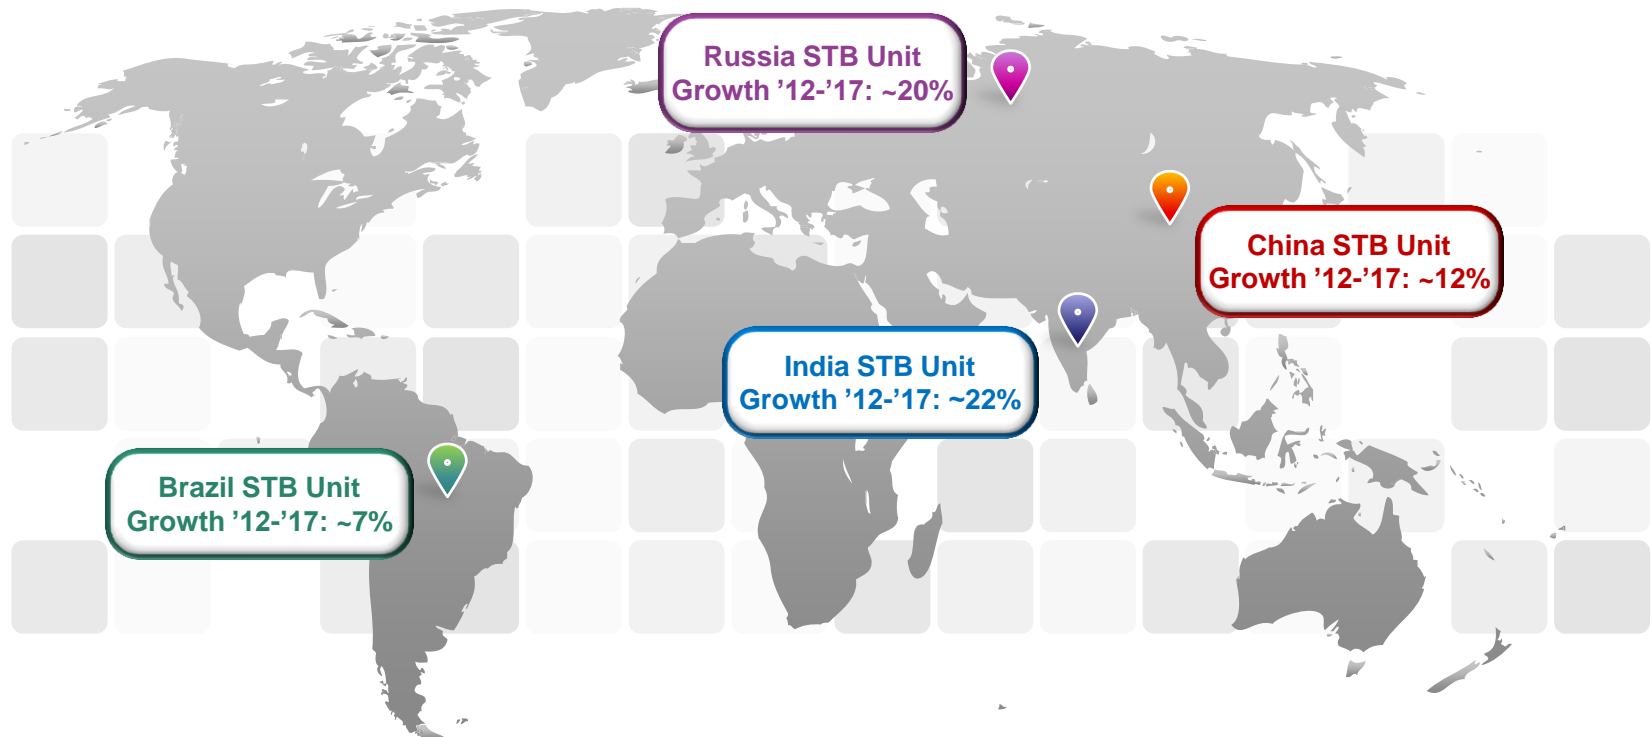 Russia STB Unit
Growth ’12-’17: ~20%
China STB Unit
Growth ’12-’17: ~12%
India STB Unit
Growth ’12-’17: ~22%
Brazil STB Unit
Growth ’12-’17: ~7%